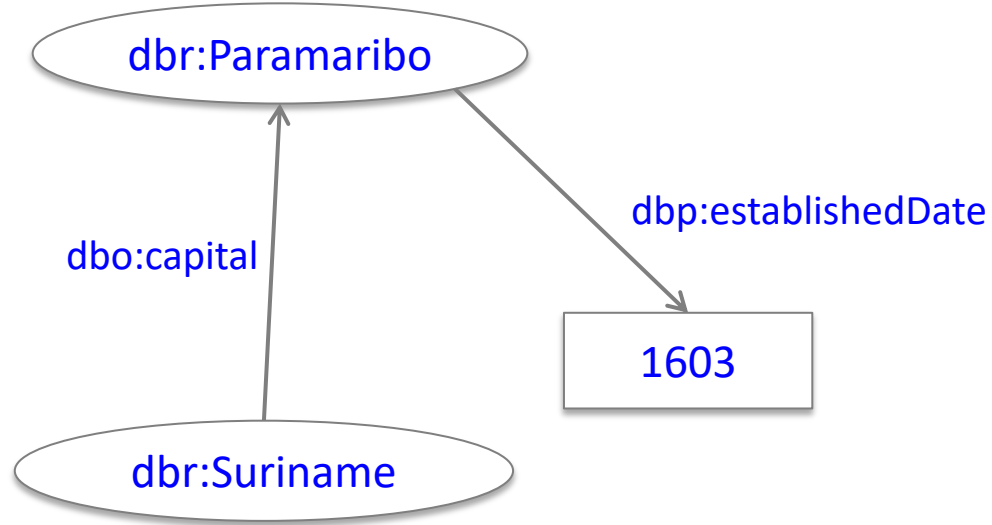 dbr:Paramaribo
dbp:establishedDate
dbo:capital
1603
dbr:Suriname